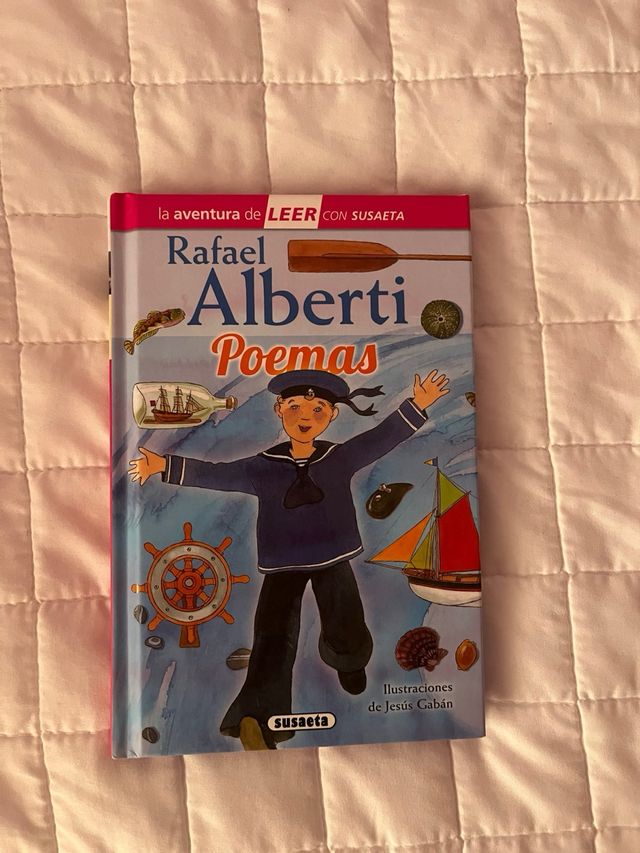 la aventura de LEER CON SUSAETA
Rafael
Alberti
Poemas
Ilustraciones
de Jesús Gabán
susaeta